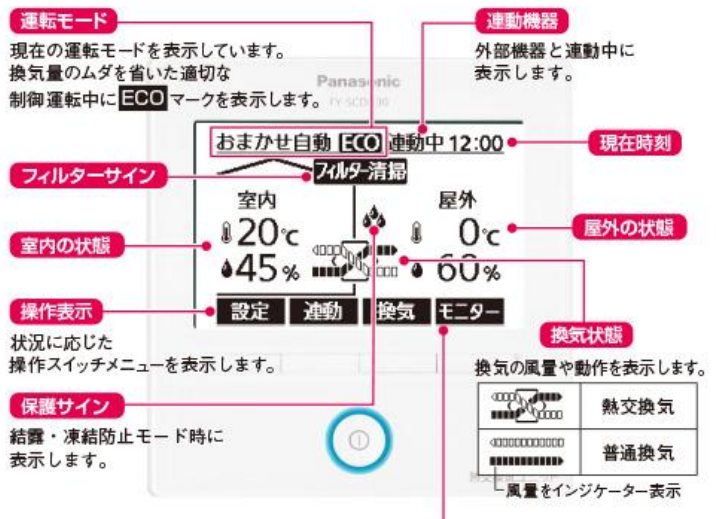 運転モード
現在の運転モードを表示しています。
換気量のムダを省いた適切な
制御運転中にECOマークを表示します。
連動機器
外部機器と連動中に
表示します。
Panasonic
おまかせ自動 ECO 連動中 12:00
現在時刻
フィルターサイン
フィルター清掃
室内
屋外
室内の状態
20℃
0℃
屋外の状態
45%
60%
操作表示
設定 連動 換気 モニター
状況に応じた
操作スイッチメニューを表示します。
換気状態
換気の風量や動作を表示します。
熱交換気
普通換気
風量をインジケーター表示
保護サイン
結露・凍結防止モード時に
表示します。